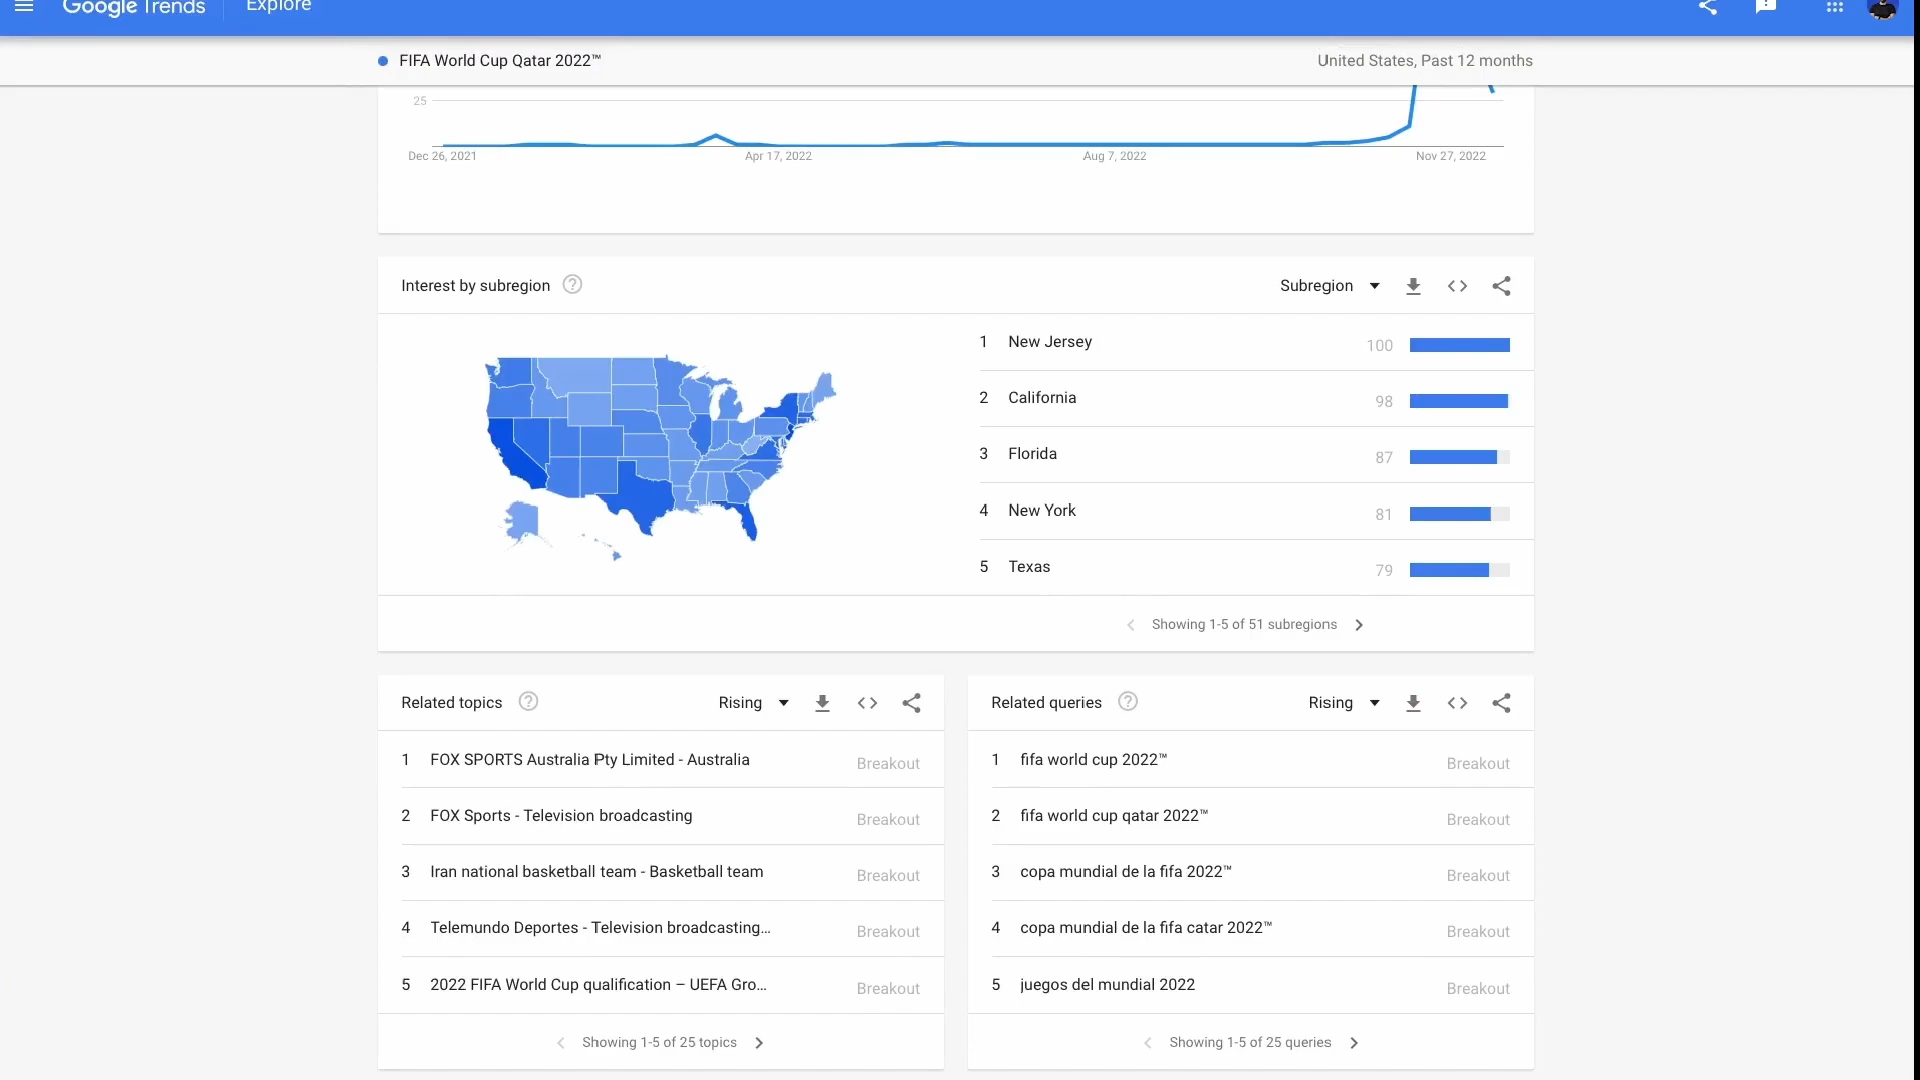 Google Trends Explore
FIFA World Cup Qatar 2022™ United States, Past 12 months
25
Dec 26, 2021 Apr 17, 2022 Aug 7, 2022 Nov 27, 2022
Interest by subregion ? Subregion
1 New Jersey 100
2 California 98
3 Florida 87
4 New York 81
5 Texas 79
Showing 1-5 of 51 subregions
Related topics ? Rising
1 FOX SPORTS Australia Pty Limited - Australia Breakout
2 FOX Sports - Television broadcasting Breakout
3 Iran national basketball team - Basketball team Breakout
4 Telemundo Deportes - Television broadcasting... Breakout
5 2022 FIFA World Cup qualification – UEFA Gro... Breakout
Showing 1-5 of 25 topics
Related queries ? Rising
1 fifa world cup 2022™ Breakout
2 fifa world cup qatar 2022™ Breakout
3 copa mundial de la fifa 2022™ Breakout
4 copa mundial de la fifa catar 2022™ Breakout
5 juegos del mundial 2022 Breakout
Showing 1-5 of 25 queries